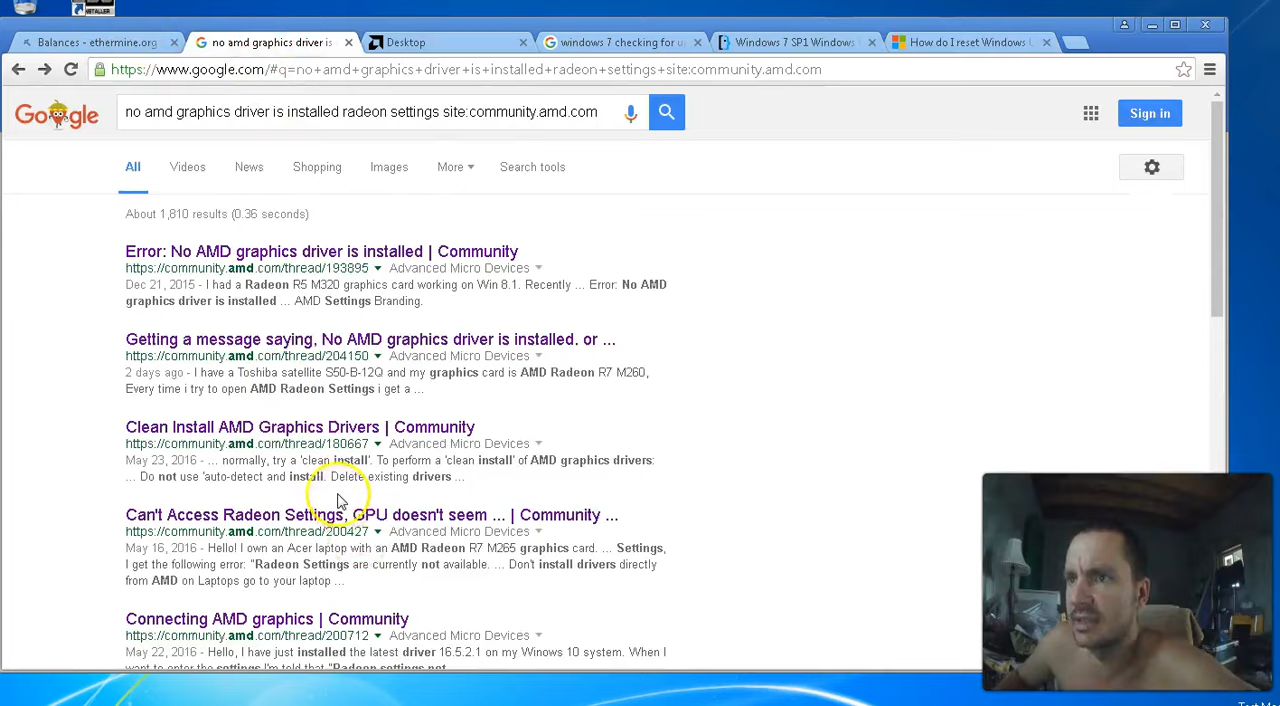 INSTALLER
Balances - ethermine.org
no amd graphics driver is
Desktop
windows 7 checking for u
Windows 7 SP1 Windows
How do I reset Windows
https://www.google.com/#q=no+amd+graphics+driver+is+installed+radeon+settings+site:community.amd.com
Google
no amd graphics driver is installed radeon settings site:community.amd.com
Sign in
All
Videos
News
Shopping
Images
More
Search tools
About 1,810 results (0.36 seconds)
Error: No AMD graphics driver is installed | Community
https://community.amd.com/thread/193895 Advanced Micro Devices
Dec 21, 2015 - I had a Radeon R5 M320 graphics card working on Win 8.1. Recently ... Error: No AMD
graphics driver is installed ... AMD Settings Branding.
Getting a message saying, No AMD graphics driver is installed. or ...
https://community.amd.com/thread/204150 Advanced Micro Devices
2 days ago - I have a Toshiba satellite S50-B-12Q and my graphics card is AMD Radeon R7 M260,
Every time i try to open AMD Radeon Settings i get a ...
Clean Install AMD Graphics Drivers | Community
https://community.amd.com/thread/180667 Advanced Micro Devices
May 23, 2016 - ... normally, try a 'clean install'. To perform a 'clean install' of AMD graphics drivers:
... Do not use 'auto-detect and install. Delete existing drivers ...
Can't Access Radeon Settings, GPU doesn't seem ... | Community ...
https://community.amd.com/thread/200427 Advanced Micro Devices
May 16, 2016 - Hello! I own an Acer laptop with an AMD Radeon R7 M265 graphics card. ... Settings,
I get the following error: "Radeon Settings are currently not available. ... Don't install drivers directly
from AMD on Laptops go to your laptop ...
Connecting AMD graphics | Community
https://community.amd.com/thread/200712 Advanced Micro Devices
May 22, 2016 - Hello, I have just installed the latest driver 16.5.2.1 on my Winows 10 system. When I
want to enter the settings I'm told that "Radeon settings not